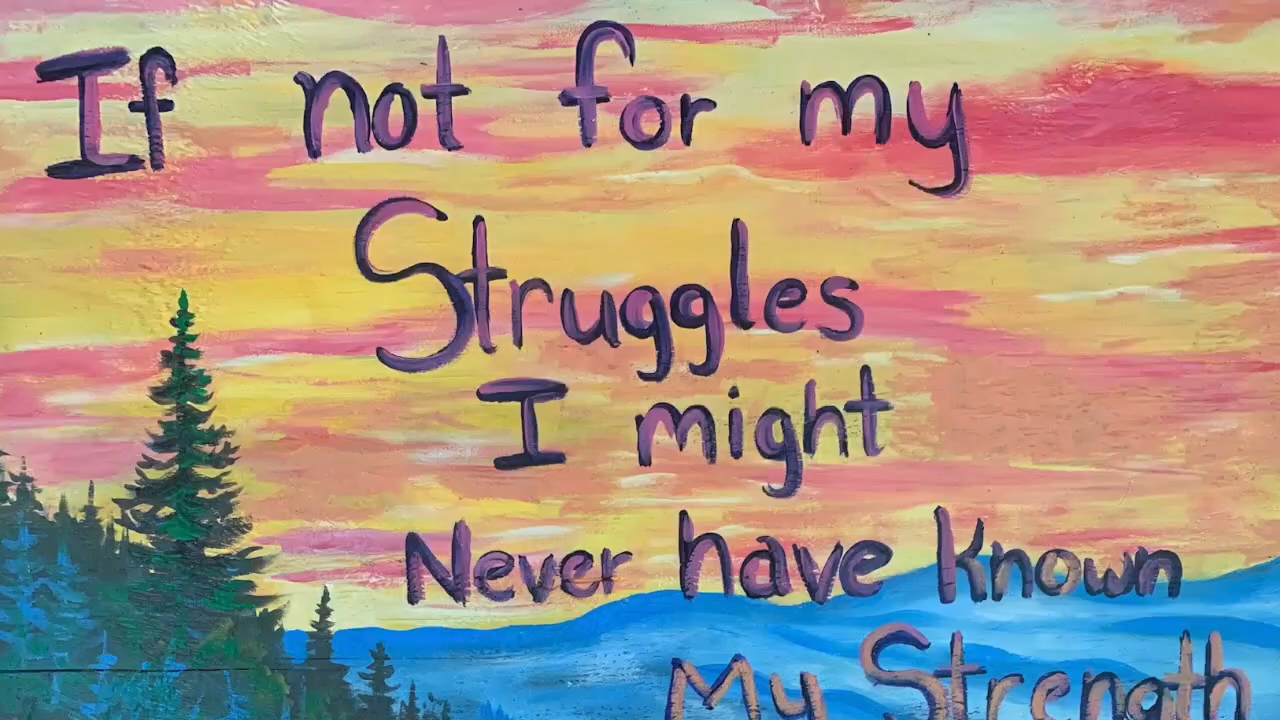 If not for my
Struggles
I might
Never have known
My Strength